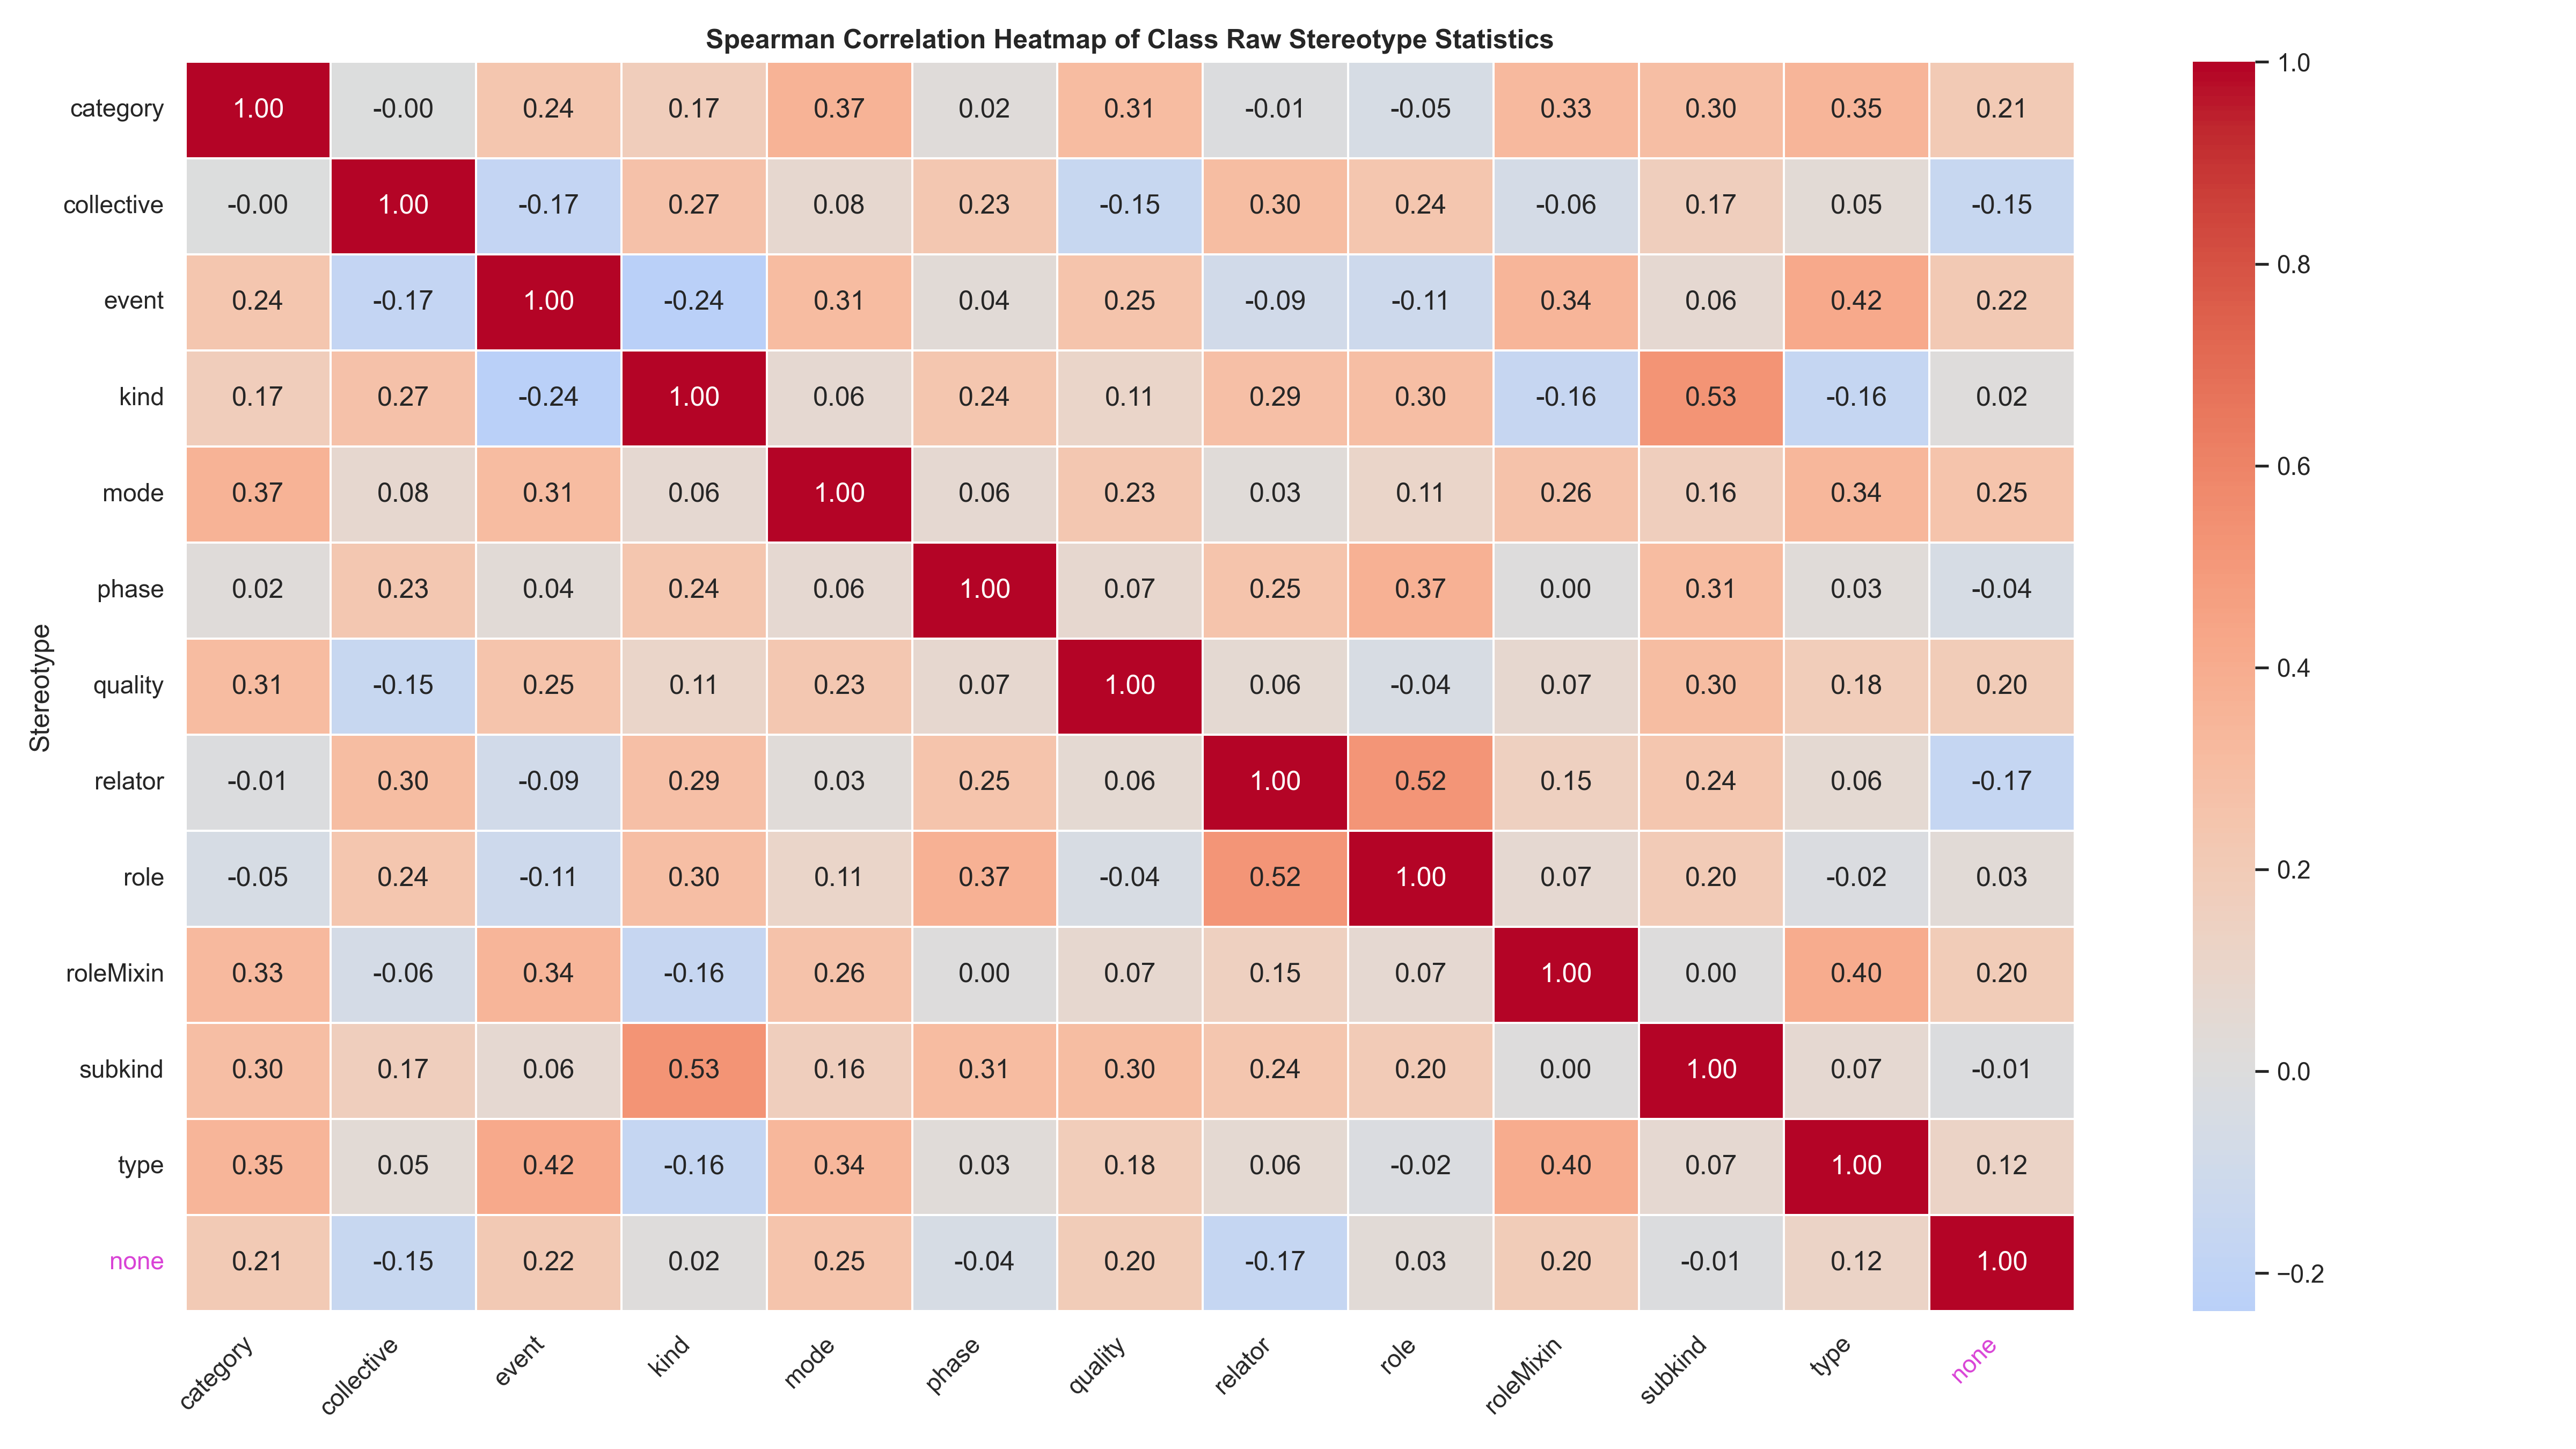 Spearman Correlation Heatmap of Class Raw Stereotype Statistics
category 1.00 -0.00 0.24 0.17 0.37 0.02 0.31 -0.01 -0.05 0.33 0.30 0.35 0.21
collective -0.00 1.00 -0.17 0.27 0.08 0.23 -0.15 0.30 0.24 -0.06 0.17 0.05 -0.15
event 0.24 -0.17 1.00 -0.24 0.31 0.04 0.25 -0.09 -0.11 0.34 0.06 0.42 0.22
kind 0.17 0.27 -0.24 1.00 0.06 0.24 0.11 0.29 0.30 -0.16 0.53 -0.16 0.02
mode 0.37 0.08 0.31 0.06 1.00 0.06 0.23 0.03 0.11 0.26 0.16 0.34 0.25
phase 0.02 0.23 0.04 0.24 0.06 1.00 0.07 0.25 0.37 0.00 0.31 0.03 -0.04
quality 0.31 -0.15 0.25 0.11 0.23 0.07 1.00 0.06 -0.04 0.07 0.30 0.18 0.20
relator -0.01 0.30 -0.09 0.29 0.03 0.25 0.06 1.00 0.52 0.15 0.24 0.06 -0.17
role -0.05 0.24 -0.11 0.30 0.11 0.37 -0.04 0.52 1.00 0.07 0.20 -0.02 0.03
roleMixin 0.33 -0.06 0.34 -0.16 0.26 0.00 0.07 0.15 0.07 1.00 0.00 0.40 0.20
subkind 0.30 0.17 0.06 0.53 0.16 0.31 0.30 0.24 0.20 0.00 1.00 0.07 -0.01
type 0.35 0.05 0.42 -0.16 0.34 0.03 0.18 0.06 -0.02 0.40 0.07 1.00 0.12
none 0.21 -0.15 0.22 0.02 0.25 -0.04 0.20 -0.17 0.03 0.20 -0.01 0.12 1.00
category collective event kind mode phase quality relator role roleMixin subkind type none
Stereotype
1.0
0.8
0.6
0.4
0.2
0.0
−0.2